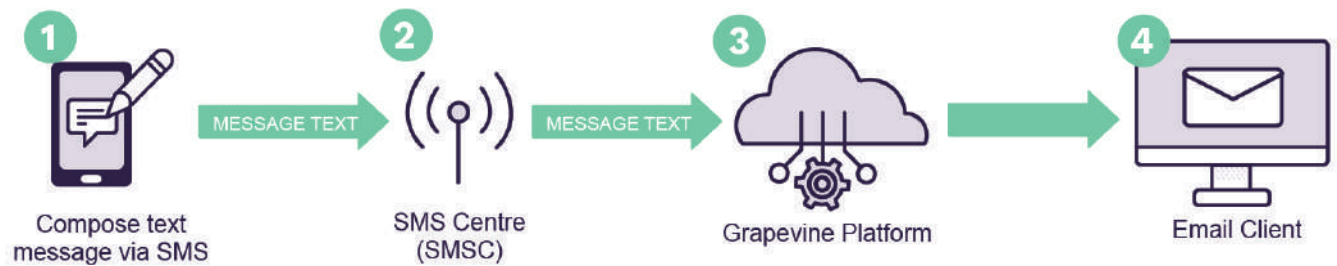 1
2
3
4
MESSAGE TEXT
MESSAGE TEXT
Compose text
message via SMS
SMS Centre
(SMSC)
Grapevine Platform
Email Client